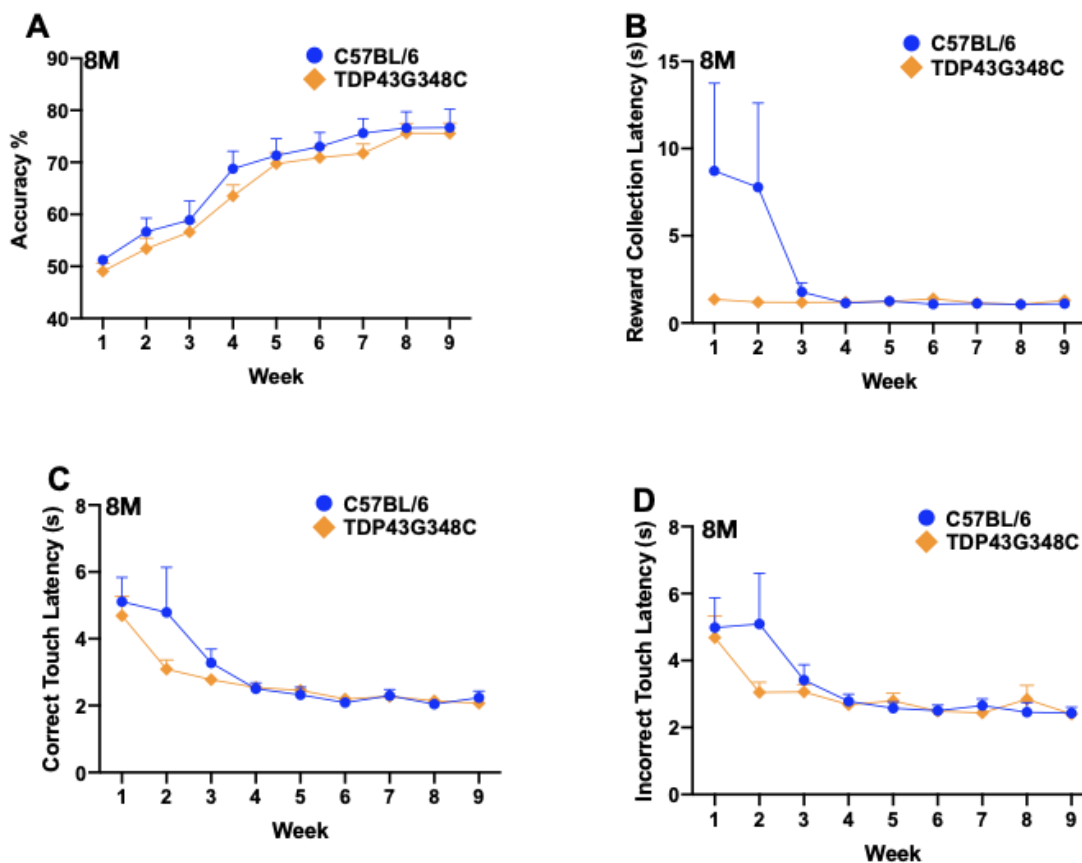 A
8M
C57BL/6
TDP43G348C
Accuracy %
90
80
70
60
50
40
1 2 3 4 5 6 7 8 9
Week
B
8M
C57BL/6
TDP43G348C
Reward Collection Latency (s)
15
10
5
0
1 2 3 4 5 6 7 8 9
Week
C
8M
C57BL/6
TDP43G348C
Correct Touch Latency (s)
8
6
4
2
0
1 2 3 4 5 6 7 8 9
Week
D
8M
C57BL/6
TDP43G348C
Incorrect Touch Latency (s)
8
6
4
2
0
1 2 3 4 5 6 7 8 9
Week